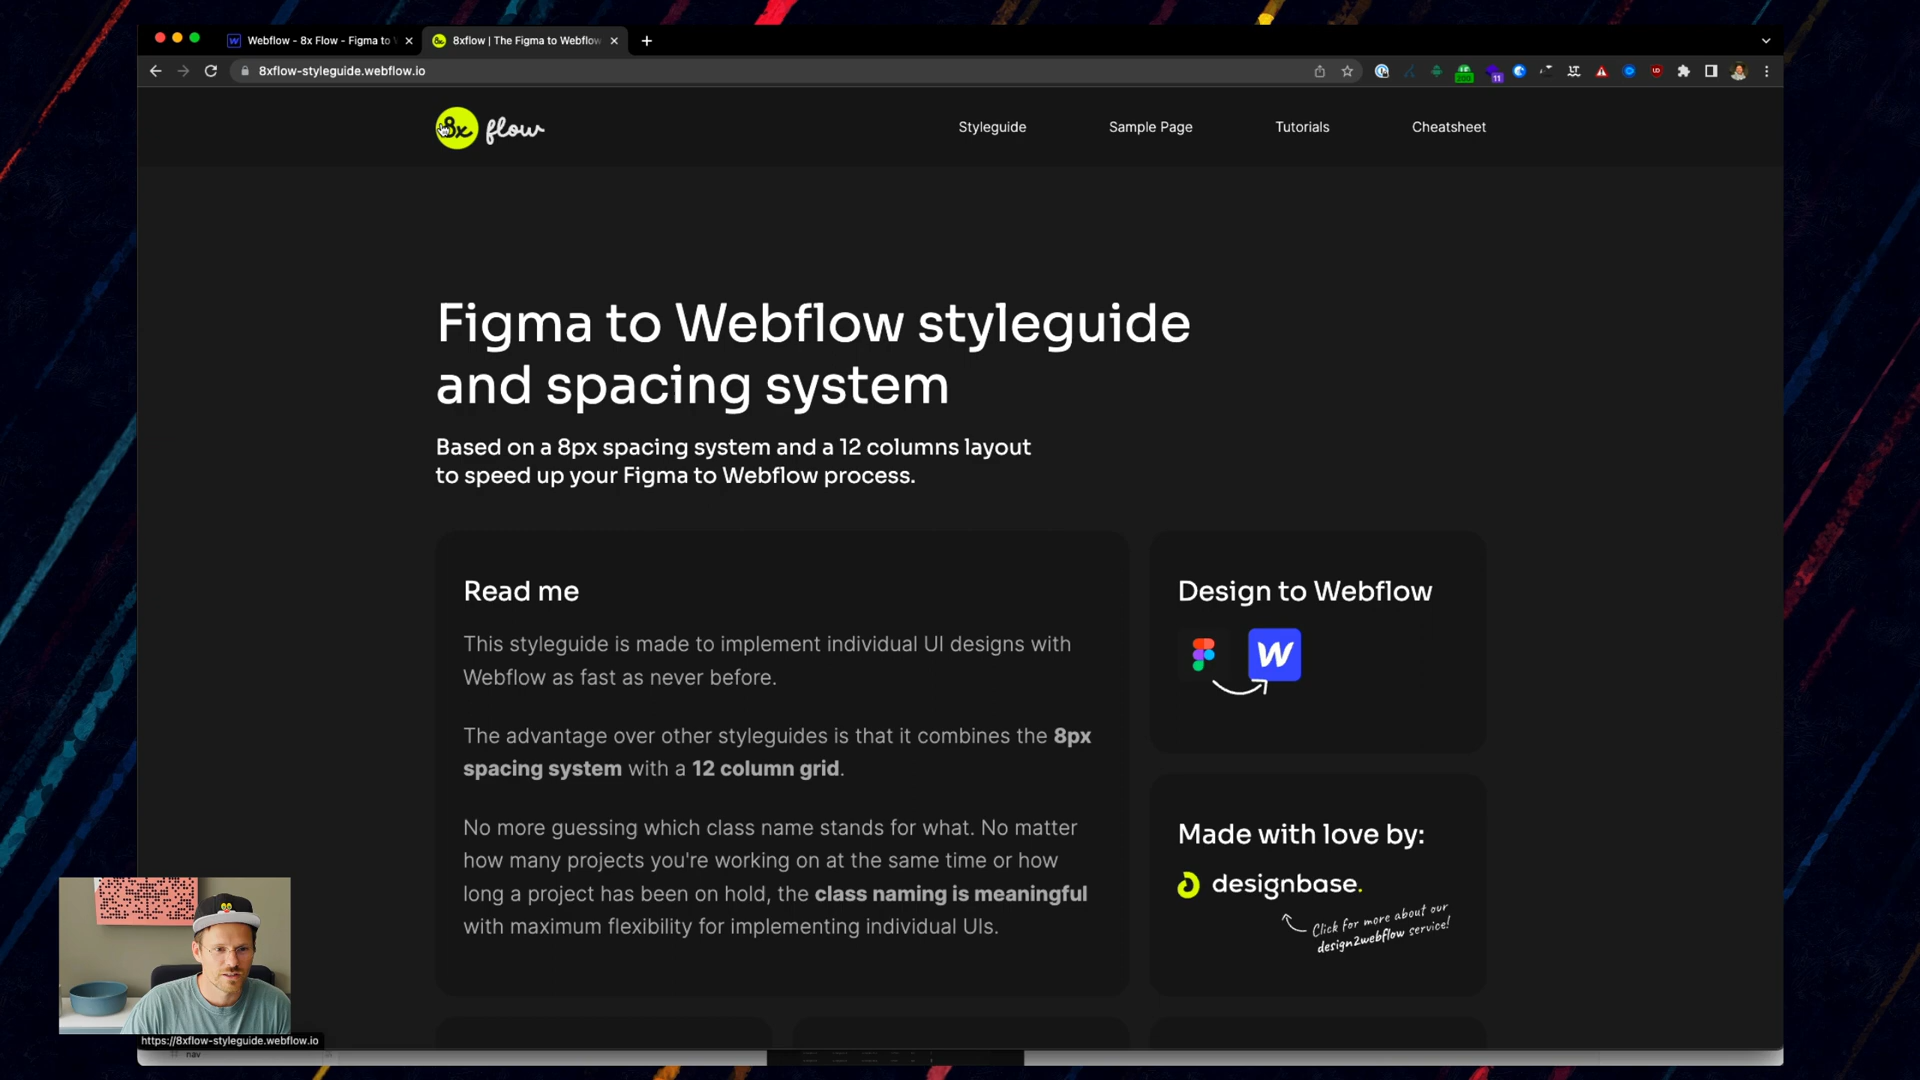 Webflow - 8x Flow - Figma to
8xflow | The Figma to Webflow
8xflow-styleguide.webflow.io
11
8x flow
Styleguide
Sample Page
Tutorials
Cheatsheet
Figma to Webflow styleguide
and spacing system
Based on a 8px spacing system and a 12 columns layout
to speed up your Figma to Webflow process.
Read me
This styleguide is made to implement individual UI designs with
Webflow as fast as never before.
The advantage over other styleguides is that it combines the 8px
spacing system with a 12 column grid.
No more guessing which class name stands for what. No matter
how many projects you're working on at the same time or how
long a project has been on hold, the class naming is meaningful
with maximum flexibility for implementing individual UIs.
Design to Webflow
W
Made with love by:
designbase.
Click for more about our
design2webflow service!
https://8xflow-styleguide.webflow.io
nav